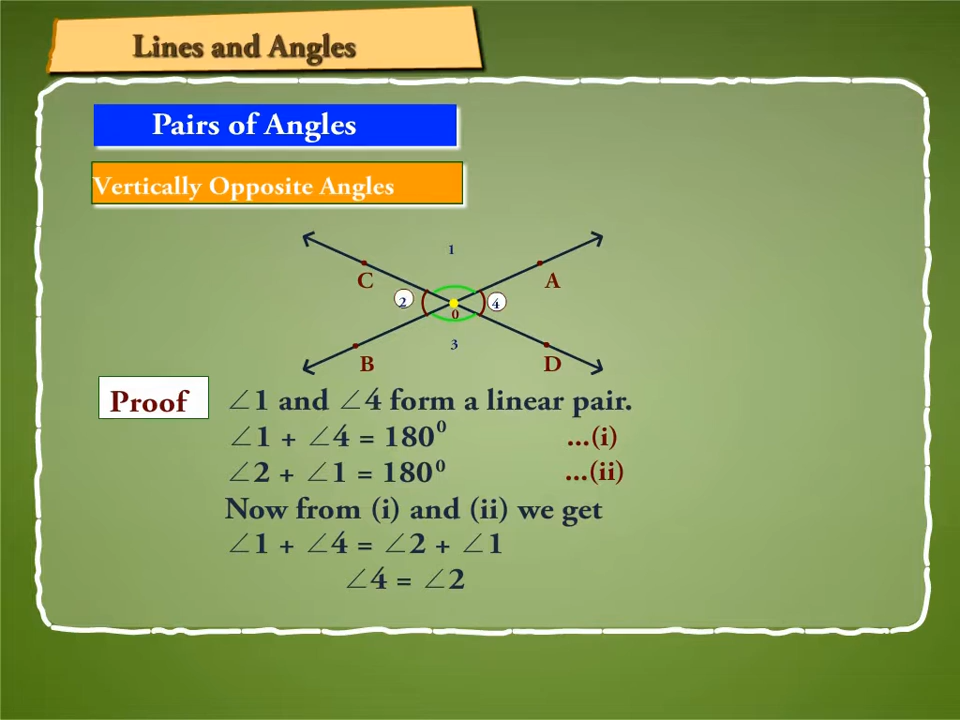 Lines and Angles
Pairs of Angles
Vertically Opposite Angles
1
C
A
2
4
0
3
B
D
Proof
∠1 and ∠4 form a linear pair.
∠1 + ∠4 = 180⁰ ...(i)
∠2 + ∠1 = 180⁰ ...(ii)
Now from (i) and (ii) we get
∠1 + ∠4 = ∠2 + ∠1
∠4 = ∠2